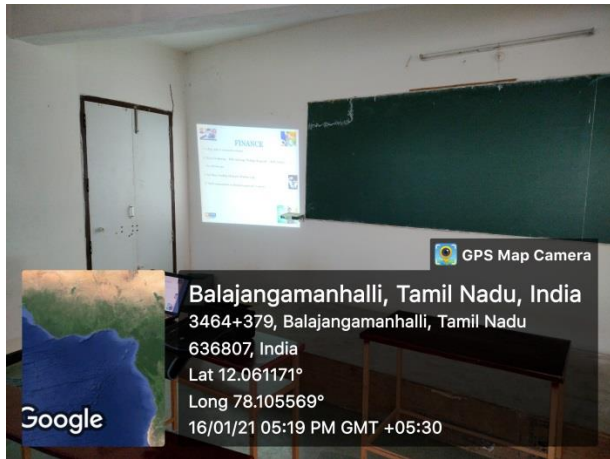 FINANCE
GPS Map Camera
Balajangamanhalli, Tamil Nadu, India
3464+379, Balajangamanhalli, Tamil Nadu
636807, India
Lat 12.061171°
Long 78.105569°
16/01/21 05:19 PM GMT +05:30
Google